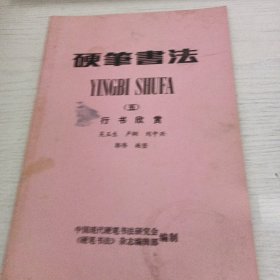 硬筆書法
YINGBI SHUFA
（五）
行书欣赏
中国现代硬笔书法研究会
《硬笔书法》杂志编辑部 编制